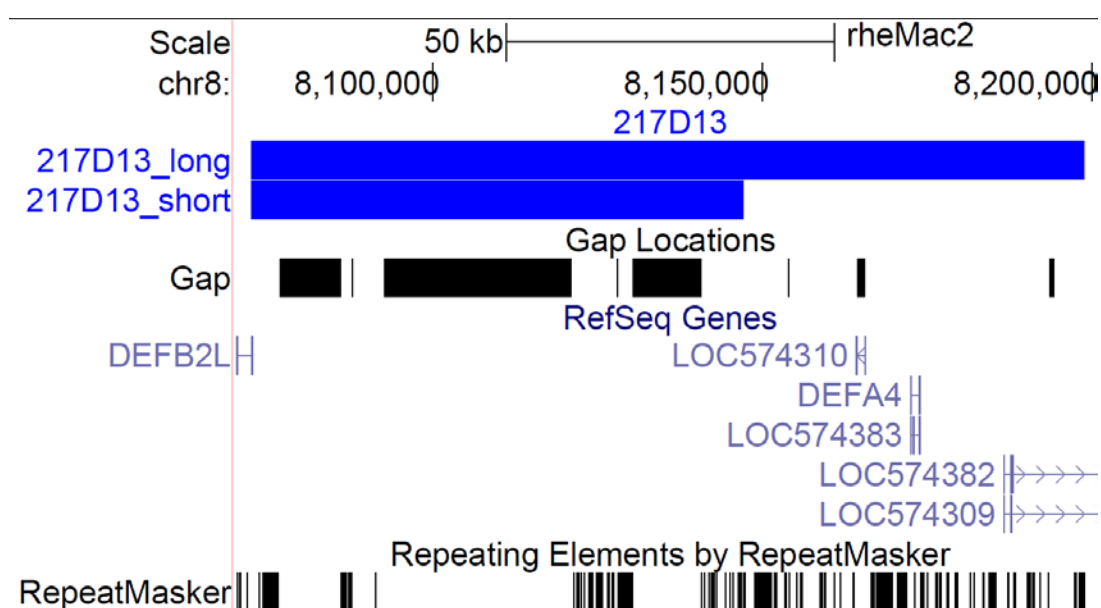 Scale 50 kb rheMac2
chr8: 8,100,000 8,150,000 8,200,000
217D13
217D13_long
217D13_short
Gap Locations
Gap
RefSeq Genes
DEFB2L LOC574310
DEFA4
LOC574383
LOC574382
LOC574309
Repeating Elements by RepeatMasker
RepeatMasker